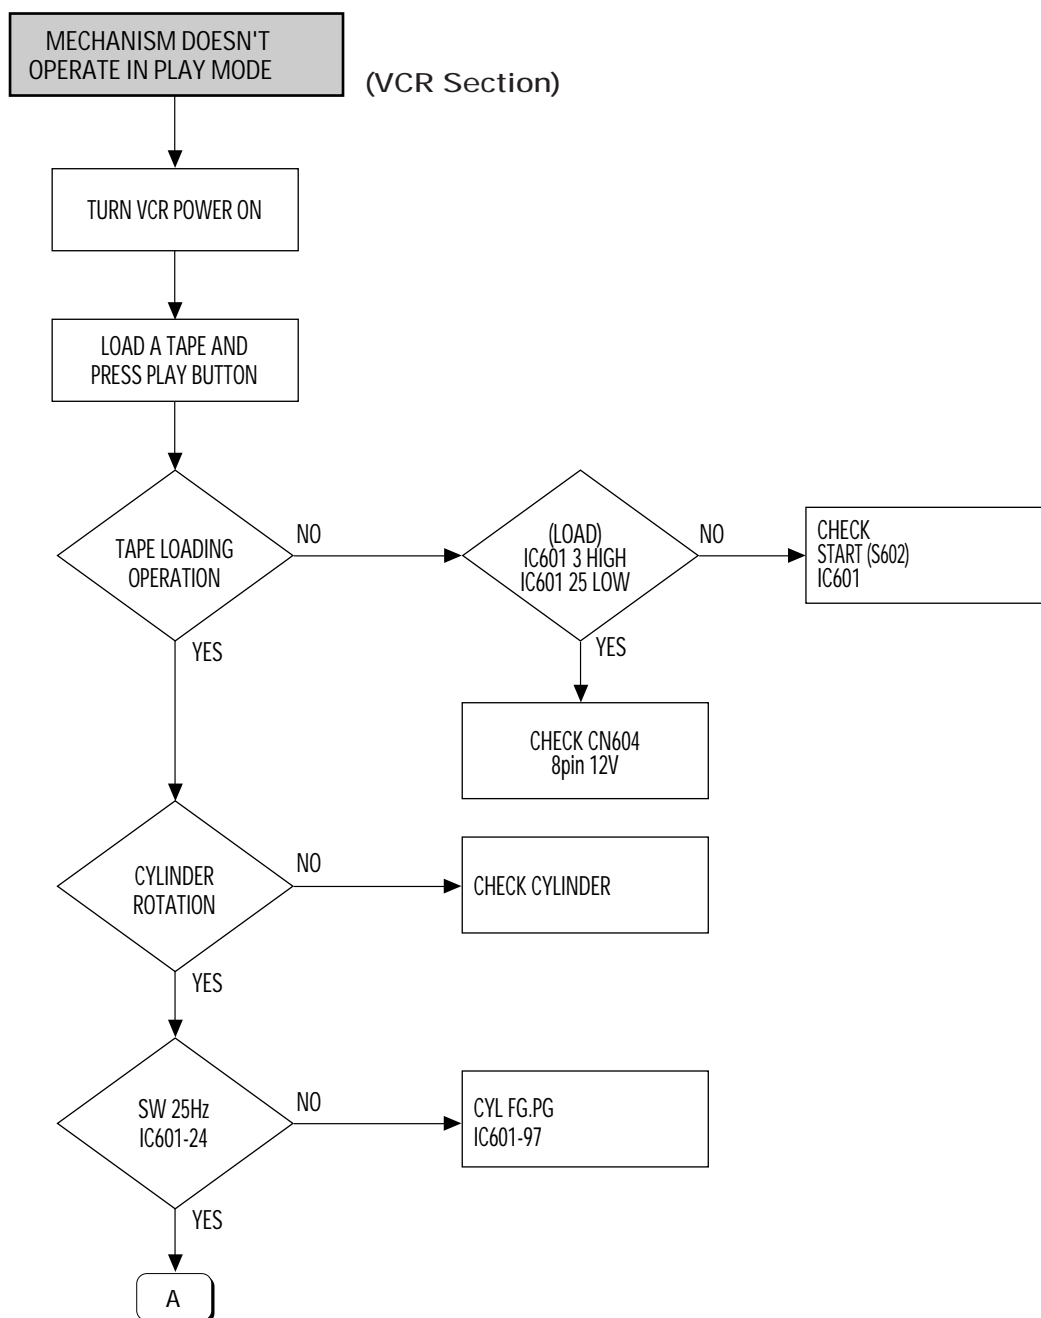 MECHANISM DOESN'T
OPERATE IN PLAY MODE
(VCR Section)
TURN VCR POWER ON
LOAD A TAPE AND
PRESS PLAY BUTTON
TAPE LOADING
OPERATION
NO
(LOAD)
IC601 3 HIGH
IC601 25 LOW
NO
CHECK
START (S602)
IC601
YES
YES
CHECK CN604
8pin 12V
CYLINDER
ROTATION
NO
CHECK CYLINDER
YES
SW 25Hz
IC601-24
NO
CYL FG.PG
IC601-97
YES
A